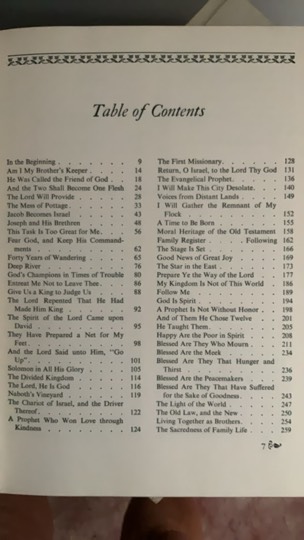 Table of Contents
In the Beginning . . . . . . . 9
Am I My Brother's Keeper . . . . . 14
He Was Called the Friend of God . . . 18
And the Two Shall Become One Flesh 24
The Lord Will Provide . . . . . . 28
The Mess of Pottage . . . . . . 33
Jacob Becomes Israel . . . . . . 43
Joseph and His Brethren . . . . . 48
This Task Is Too Great for Me . . . . 56
Fear God, and Keep His Command-
ments . . . . . . . . . 62
Forty Years of Wandering . . . . . 65
Deep River . . . . . . . . 76
God's Champions in Times of Trouble 80
Entreat Me Not to Leave Thee . . . . 86
Give Us a King to Judge Us . . . . 88
The Lord Repented That He Had
Made Him King . . . . . . 92
The Spirit of the Lord Came upon
David . . . . . . . . . 95
They Have Prepared a Net for My
Feet . . . . . . . . . 98
And the Lord Said unto Him, "Go
Up" . . . . . . . . . 101
Solomon in All His Glory . . . . . 105
The Divided Kingdom . . . . . . 114
The Lord, He Is God . . . . . . 116
Naboth's Vineyard . . . . . . 119
The Chariot of Israel, and the Driver
Thereof . . . . . . . . 122
A Prophet Who Won Love through
Kindness . . . . . . . . 124
The First Missionary . . . . . . 128
Return, O Israel, to the Lord Thy God 131
The Evangelical Prophet . . . . . 136
I Will Make This City Desolate . . . 140
Voices from Distant Lands . . . . . 149
I Will Gather the Remnant of My
Flock . . . . . . . . . 152
A Time to Be Born . . . . . . 155
Moral Heritage of the Old Testament . 158
Family Register . . . . Following 162
The Stage Is Set . . . . . . . 166
Good News of Great Joy . . . . . 169
The Star in the East . . . . . . 173
Prepare Ye the Way of the Lord . . . 177
My Kingdom Is Not of This World . . 186
Follow Me . . . . . . . . 189
God Is Spirit . . . . . . . . 194
A Prophet Is Not Without Honor . . . 198
And of Them He Chose Twelve . . . 201
He Taught Them . . . . . . . 205
Happy Are the Poor in Spirit . . . . 208
Blessed Are They Who Mourn . . . . 211
Blessed Are the Meek . . . . . . 234
Blessed Are They That Hunger and
Thirst . . . . . . . . . 236
Blessed Are the Peacemakers . . . . 239
Blessed Are They That Have Suffered
for the Sake of Goodness . . . . 243
The Light of the World . . . . . 247
The Old Law, and the New . . . . 250
Living Together as Brothers . . . . 254
The Sacredness of Family Life . . . . 259
7